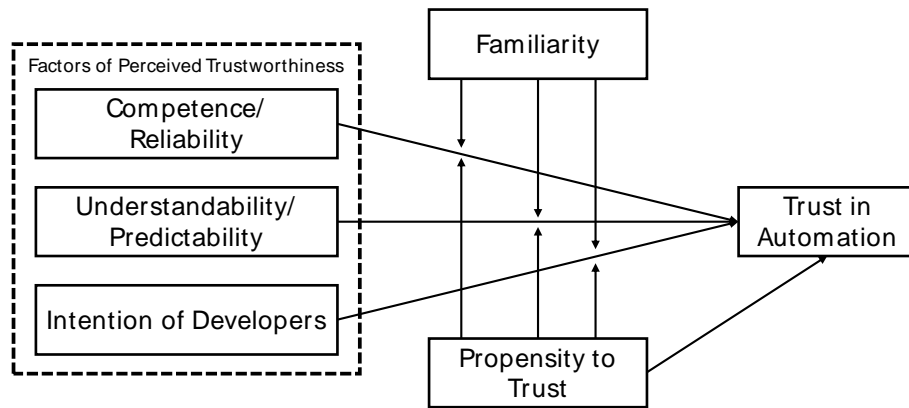 Factors of Perceived Trustworthiness
Competence/
Reliability
Understandability/
Predictability
Intention of Developers
Familiarity
Propensity to
Trust
Trust in
Automation